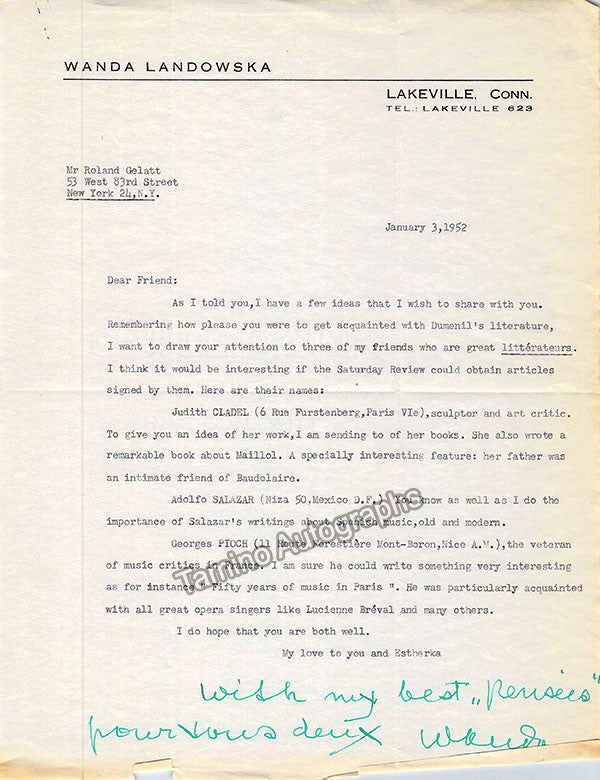 WANDA LANDOWSKA
LAKEVILLE, CONN.
TEL.: LAKEVILLE 623
Mr Roland Gelatt
53 West 83rd Street
New York 24,N.Y.
January 3,1952
Dear Friend:
As I told you,I have a few ideas that I wish to share with you.
Remembering how please you were to get acquainted with Dumenil's literature,
I want to draw your attention to three of my friends who are great littérateurs.
I think it would be interesting if the Saturday Review could obtain articles
signed by them. Here are their names:
Judith CLADEL (6 Rue Furstenberg,Paris VIe),sculptor and art critic.
To give you an idea of her work,I am sending to of her books. She also wrote a
remarkable book about Maillol. A specially interesting feature: her father was
an intimate friend of Baudelaire.
Adolfo SALAZAR (Niza 50,Mexico D.F.) You know as well as I do the
importance of Salazar's writings about Spanish music,old and modern.
Georges PIOCH (11 Route Forestière Mont-Boron,Nice A.M.),the veteran
of music critics in France. I am sure he could write something very interesting
as for instance " Fifty years of music in Paris ". He was particularly acquainted
with all great opera singers like Lucienne Bréval and many others.
I do hope that you are both well.
My love to you and Estherka
with my best „Pensées"
pour vous deux Wanda
Tamino Autographs